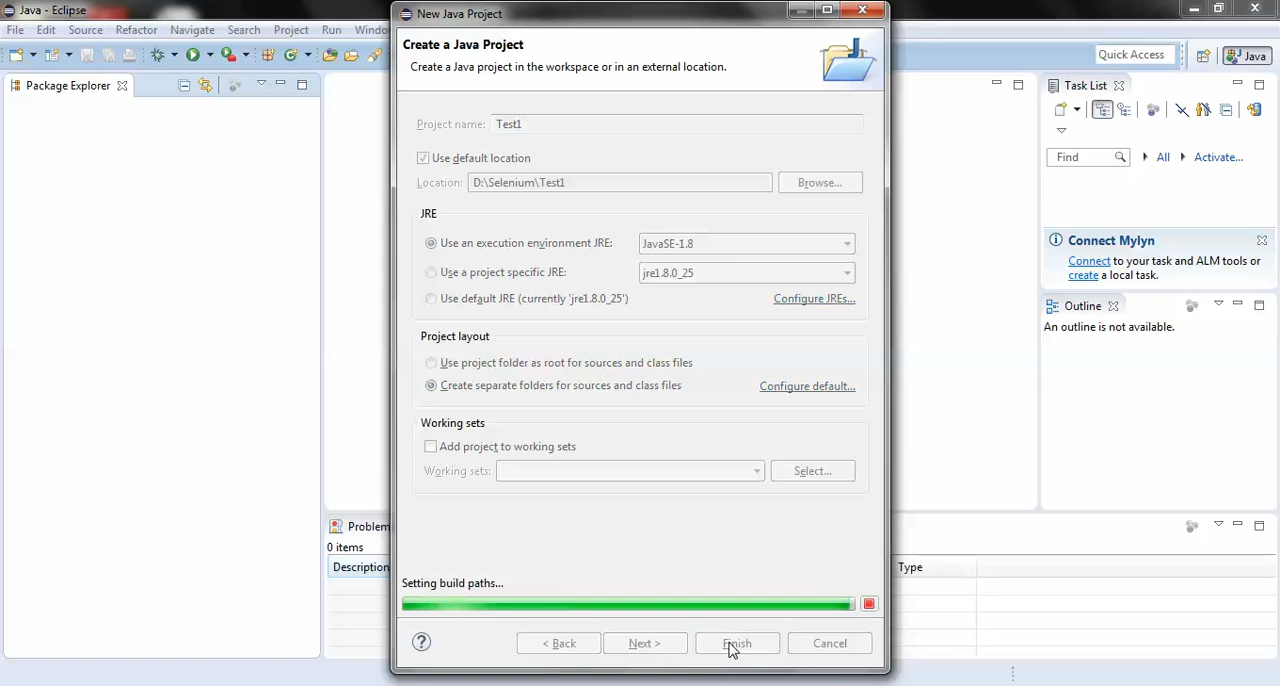 Java - Eclipse
New Java Project
File Edit Source Refactor Navigate Search Project Run Windo
Create a Java Project
Create a Java project in the workspace or in an external location.
Quick Access
Java
Package Explorer
Task List
Project name: Test1
Find
All
Activate...
Use default location
Location: D:\Selenium\Test1
Browse...
JRE
Use an execution environment JRE:
JavaSE-1.8
Use a project specific JRE:
jre1.8.0_25
Use default JRE (currently 'jre1.8.0_25')
Configure JREs...
Connect Mylyn
Connect to your task and ALM tools or
create a local task.
Outline
An outline is not available.
Project layout
Use project folder as root for sources and class files
Create separate folders for sources and class files
Configure default...
Working sets
Add project to working sets
Working sets:
Select...
Problem
0 items
Description
Type
Setting build paths...
< Back
Next >
Finish
Cancel